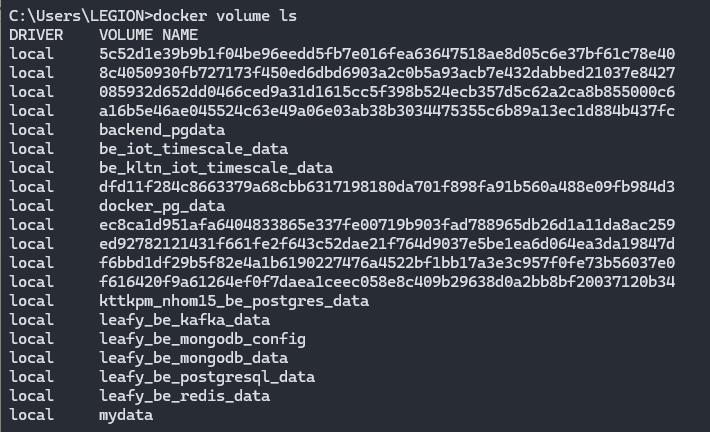 C:\Users\LEGION>docker volume ls
DRIVER    VOLUME NAME
local     5c52d1e39b9b1f04be96eedd5fb7e016fea63647518ae8d05c6e37bf61c78e40
local     8c4050930fb727173f450ed6dbd6903a2c0b5a93acb7e432dabbed21037e8427
local     085932d652dd0466ced9a31d1615cc5f398b524ecb357d5c62a2ca8b855000c6
local     a16b5e46ae045524c63e49a06e03ab38b3034475355c6b89a13ec1d884b437fc
local     backend_pgdata
local     be_iot_timescale_data
local     be_kltn_iot_timescale_data
local     dfd11f284c8663379a68cbb6317198180da701f898fa91b560a488e09fb984d3
local     docker_pg_data
local     ec8ca1d951afa6404833865e337fe00719b903fad788965db26d1a11da8ac259
local     ed92782121431f661fe2f643c52dae21f764d9037e5be1ea6d064ea3da19847d
local     f6bbd1df29b5f82e4a1b6190227476a4522bf1bb17a3e3c957f0fe73b56037e0
local     f616420f9a61264ef0f7daea1ceec058e8c409b29638d0a2bb8bf20037120b34
local     kttkpm_nhom15_be_postgres_data
local     leafy_be_kafka_data
local     leafy_be_mongodb_config
local     leafy_be_mongodb_data
local     leafy_be_postgresql_data
local     leafy_be_redis_data
local     mydata